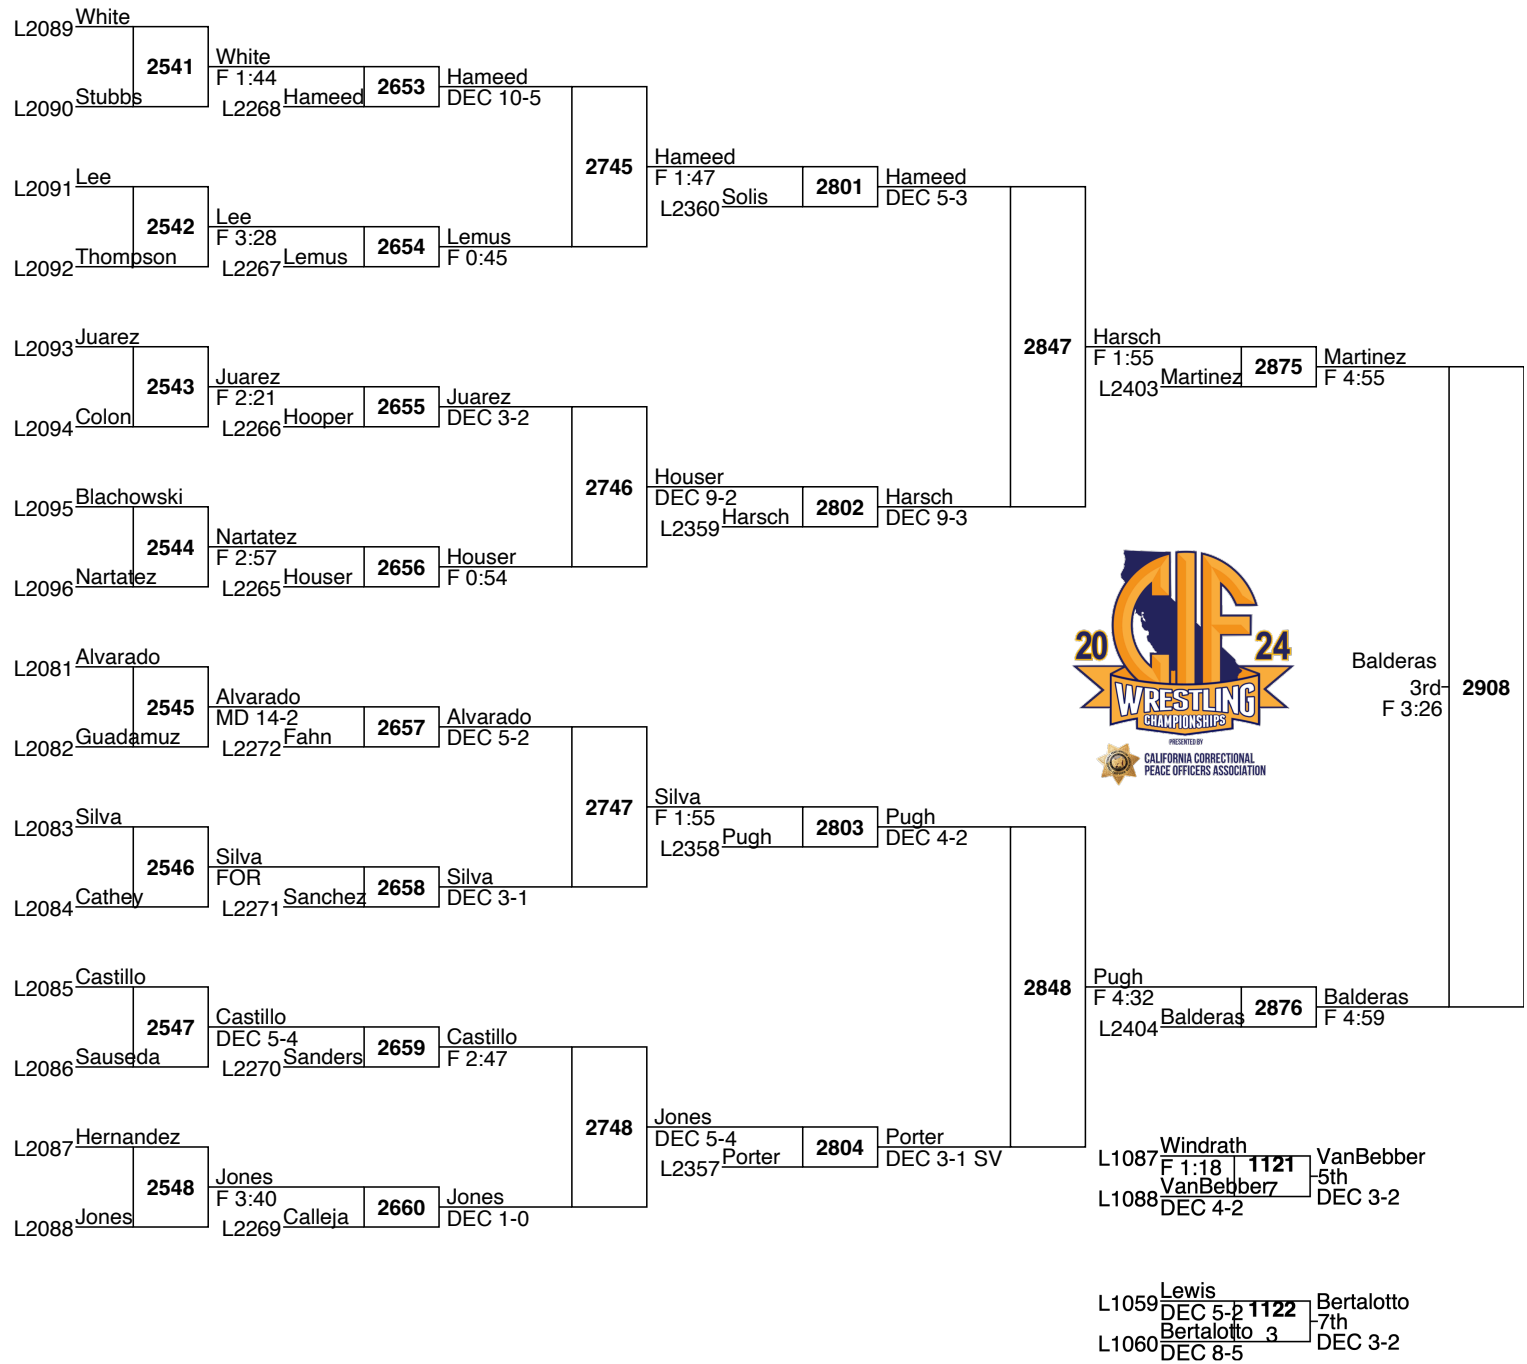 White
L2089
2541
White
F 1:44
2653
Hameed
DEC 10-5
Stubbs
L2090
L2268 Hameed
2745
Hameed
F 1:47
2801
Hameed
DEC 5-3
L2360 Solis
Lee
L2091
2542
Lee
F 3:28
2654
Lemus
F 0:45
Thompson
L2092
L2267 Lemus
2847
Harsch
F 1:55
2875
Martinez
F 4:55
L2403 Martinez
Juarez
L2093
2543
Juarez
F 2:21
2655
Juarez
DEC 3-2
Colon
L2094
L2266 Hooper
2746
Houser
DEC 9-2
2802
Harsch
DEC 9-3
L2359 Harsch
Blachowski
L2095
2544
Nartatez
F 2:57
2656
Houser
F 0:54
Nartatez
L2096
L2265 Houser
20 CIF 24
WRESTLING
CHAMPIONSHIPS
PRESENTED BY
CALIFORNIA CORRECTIONAL
PEACE OFFICERS ASSOCIATION
Balderas
3rd
F 3:26
2908
Alvarado
L2081
2545
Alvarado
MD 14-2
2657
Alvarado
DEC 5-2
Guadamuz
L2082
L2272 Fahn
2747
Silva
F 1:55
2803
Pugh
DEC 4-2
L2358 Pugh
Silva
L2083
2546
Silva
FOR
2658
Silva
DEC 3-1
Cathey
L2084
L2271 Sanchez
2848
Pugh
F 4:32
2876
Balderas
F 4:59
L2404 Balderas
Castillo
L2085
2547
Castillo
DEC 5-4
2659
Castillo
F 2:47
Sauseda
L2086
L2270 Sanders
2748
Jones
DEC 5-4
2804
Porter
DEC 3-1 SV
L2357 Porter
Hernandez
L2087
2548
Jones
F 3:40
2660
Jones
DEC 1-0
Jones
L2088
L2269 Calleja
L1087 Windrath
F 1:18
1121
7
VanBebber
5th
DEC 3-2
L1088 VanBebber
DEC 4-2
L1059 Lewis
DEC 5-2
1122
3
Bertalotto
7th
DEC 3-2
L1060 Bertalotto
DEC 8-5